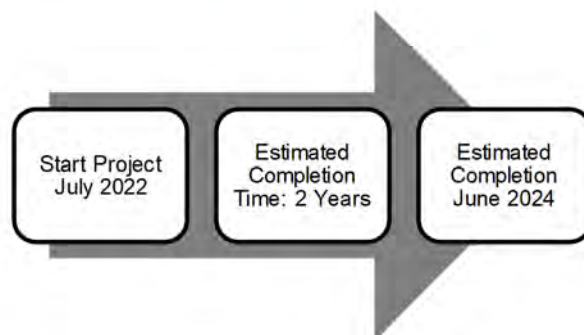 Start Project
July 2022
Estimated
Completion
Time: 2 Years
Estimated
Completion
June 2024